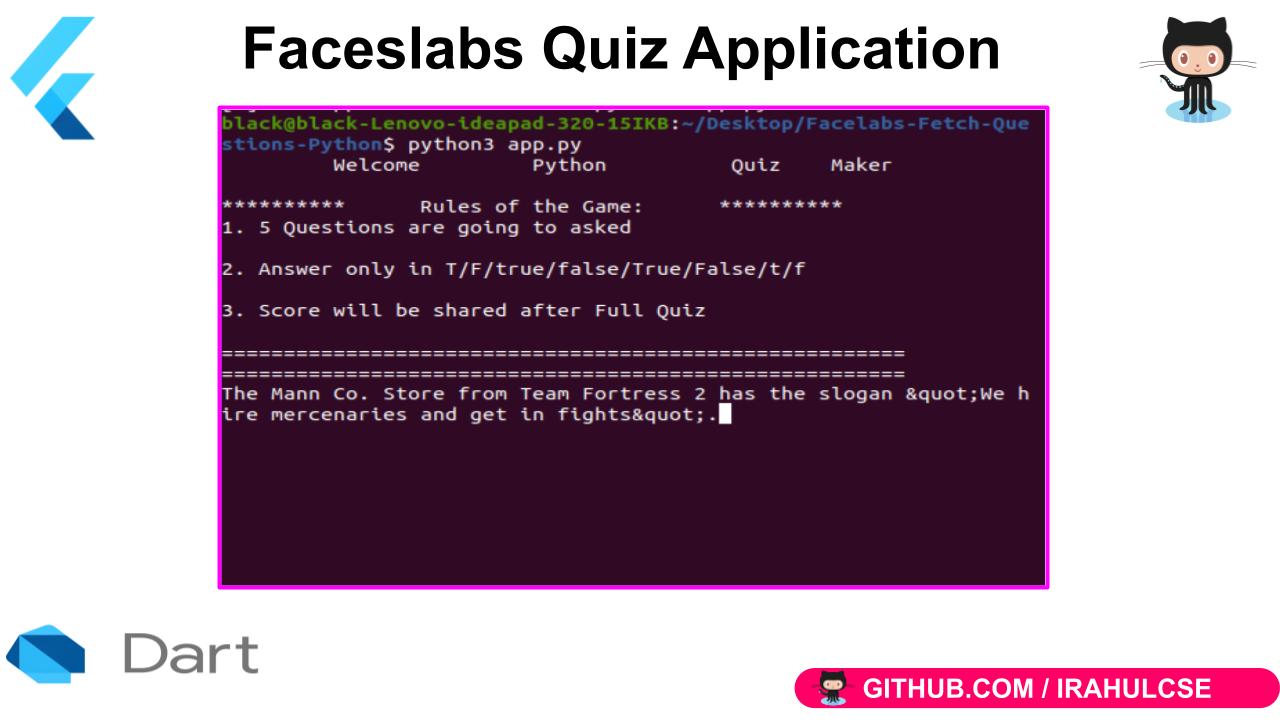 Faceslabs Quiz Application
black@black-Lenovo-ideapad-320-15IKB:~/Desktop/Facelabs-Fetch-Que
stions-Python$ python3 app.py
Welcome Python Quiz Maker
********** Rules of the Game: **********
1. 5 Questions are going to asked
2. Answer only in T/F/true/false/True/False/t/f
3. Score will be shared after Full Quiz
=======================================================
=======================================================
The Mann Co. Store from Team Fortress 2 has the slogan &quot;We h
ire mercenaries and get in fights&quot;.
Dart
GITHUB.COM / IRAHULCSE